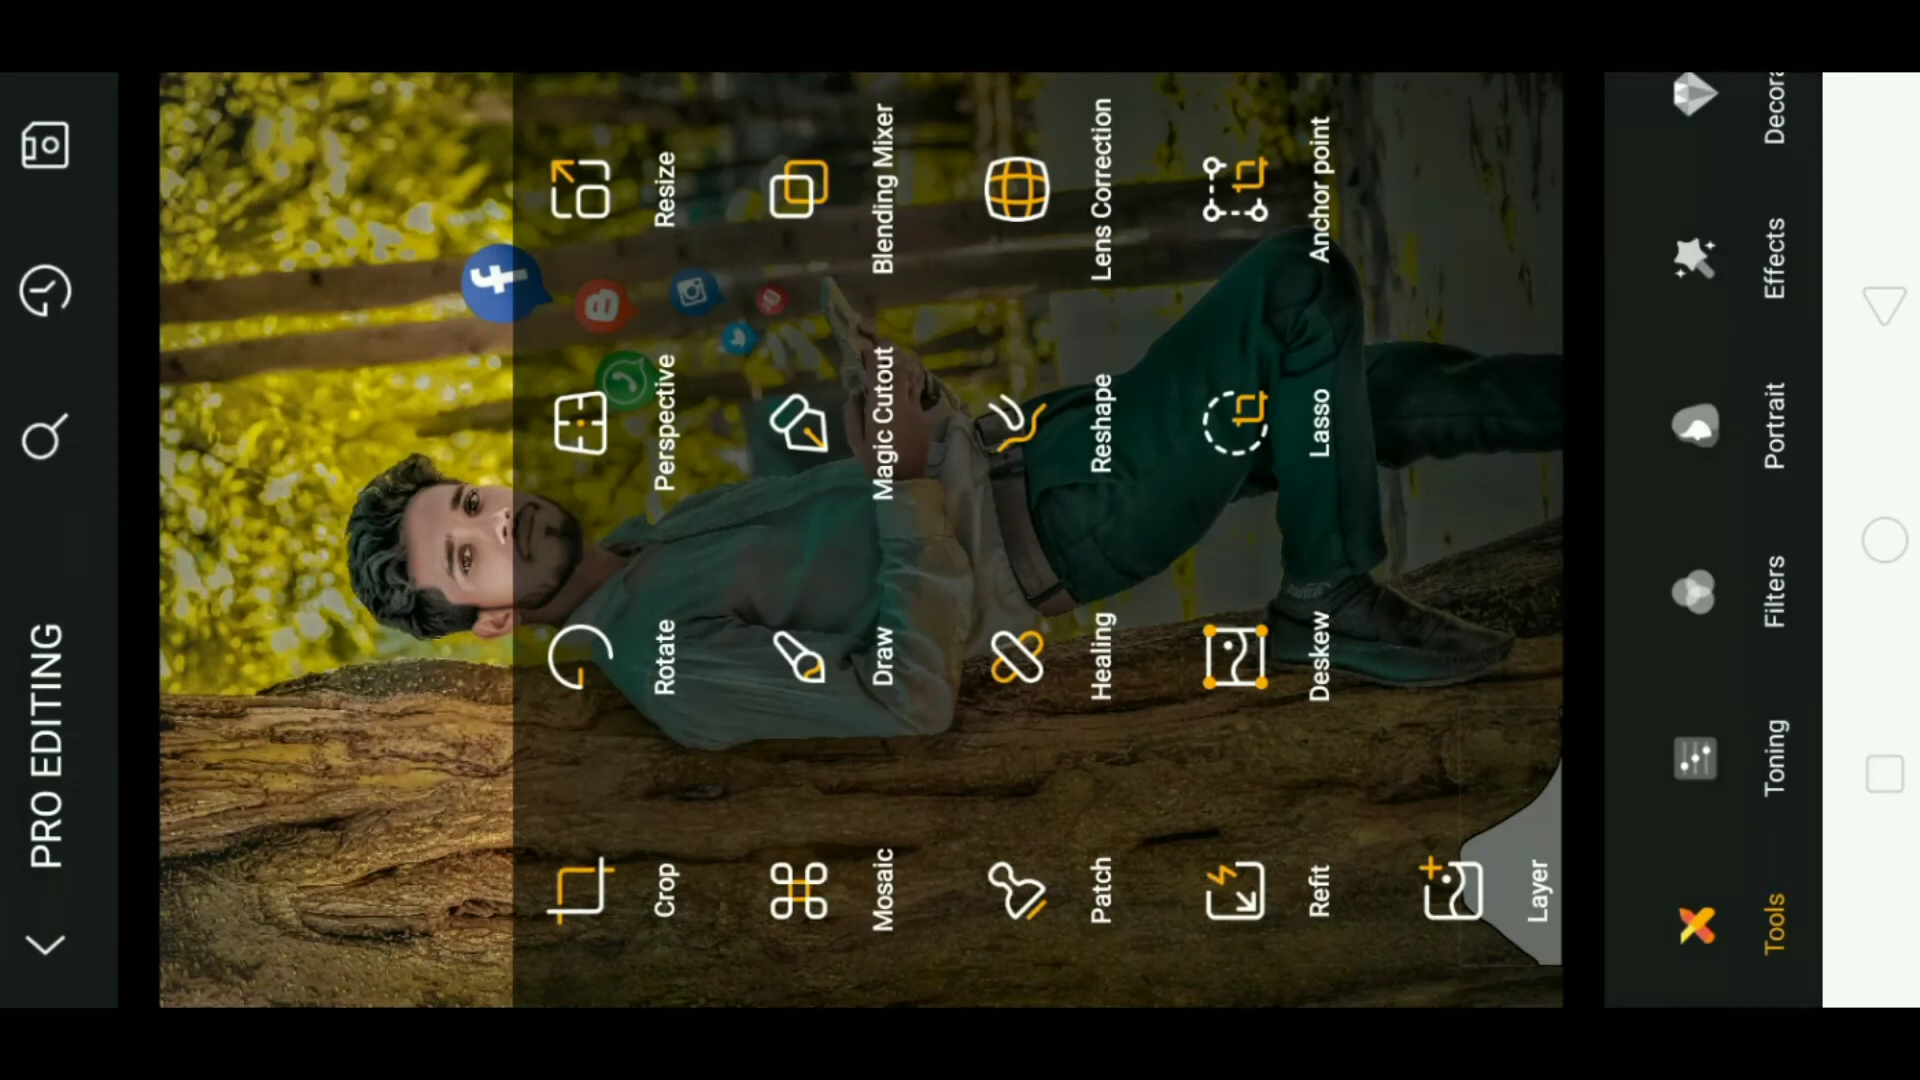 PRO EDITING
Crop
Rotate
Perspective
Resize
Mosaic
Draw
Magic Cutout
Blending Mixer
Patch
Healing
Reshape
Lens Correction
Refit
Deskew
Lasso
Anchor point
Layer
Tools
Toning
Filters
Portrait
Effects
Decora